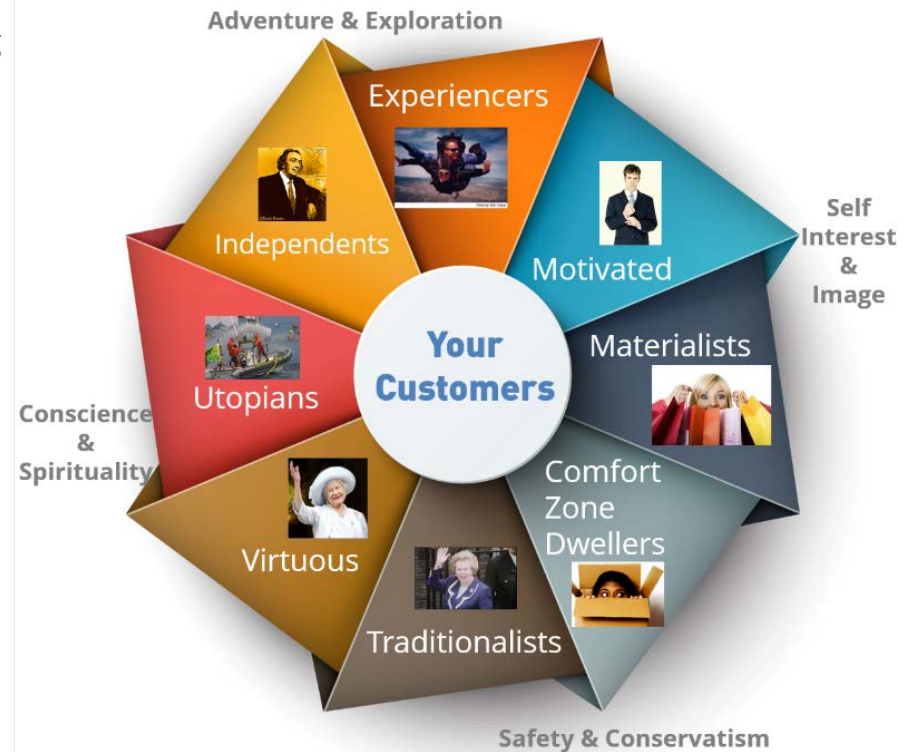 Adventure & Exploration
Experiencers
Independents
Motivated
Self
Interest
&
Image
Your
Customers
Materialists
Utopians
Conscience
&
Spirituality
Comfort
Zone
Dwellers
Virtuous
Traditionalists
Safety & Conservatism